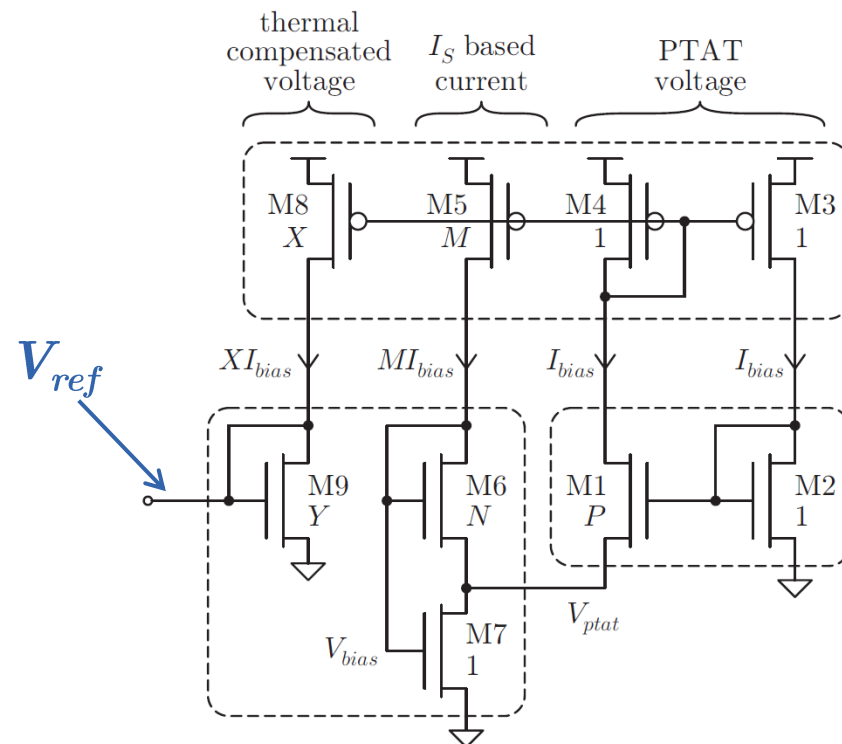 thermal
compensated
voltage
I_S based
current
PTAT
voltage
M8
X
M5
M
M4
1
M3
1
V_ref
XI_bias
MI_bias
I_bias
I_bias
M9
Y
M6
N
M1
P
M2
1
V_ptat
V_bias
M7
1